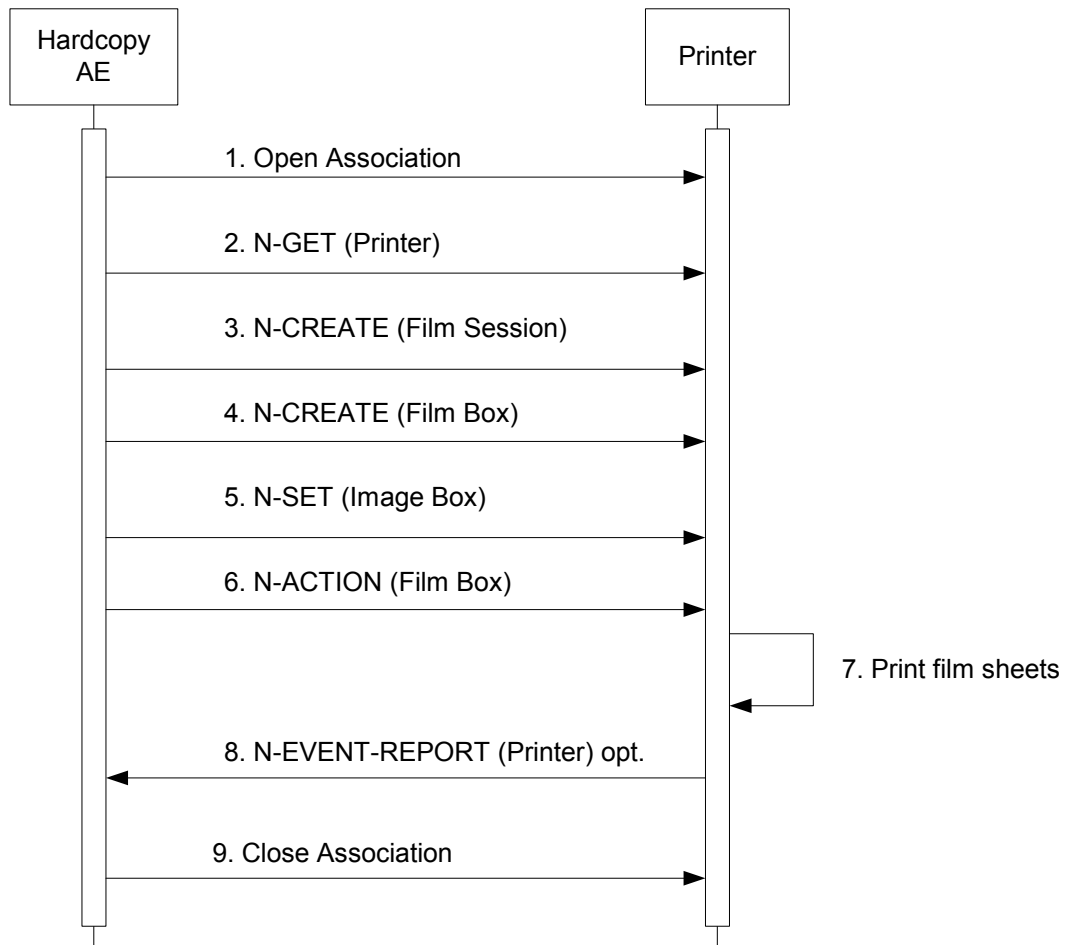 Hardcopy
AE
Printer
1. Open Association
2. N-GET (Printer)
3. N-CREATE (Film Session)
4. N-CREATE (Film Box)
5. N-SET (Image Box)
6. N-ACTION (Film Box)
7. Print film sheets
8. N-EVENT-REPORT (Printer) opt.
9. Close Association